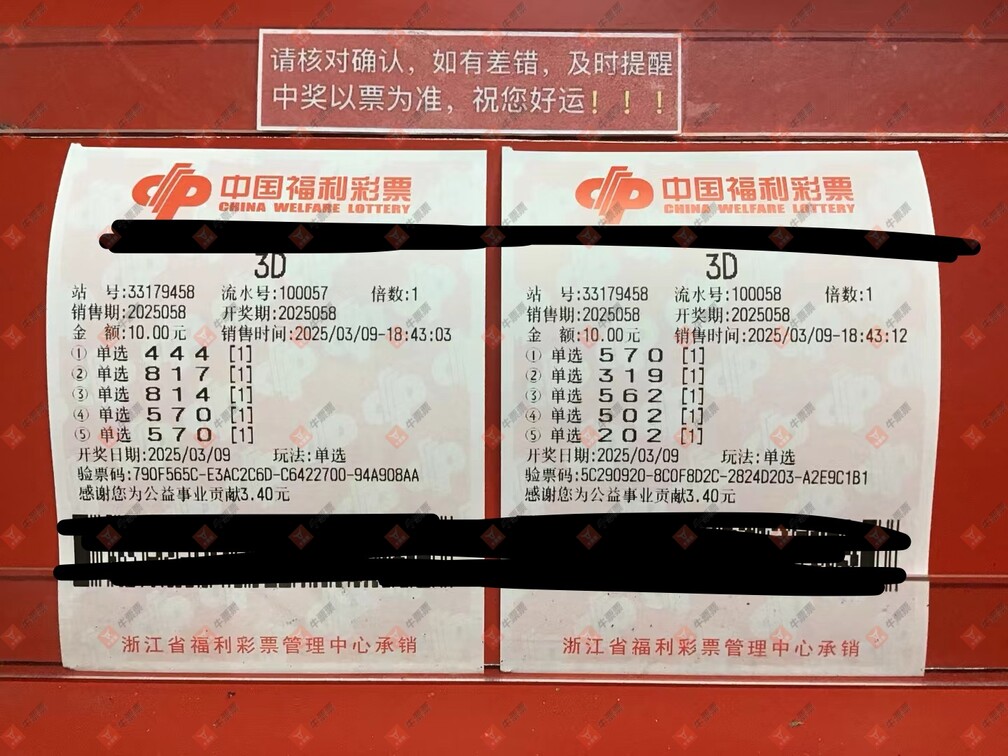 请核对确认，如有差错，及时提醒
中奖以票为准，祝您好运！！！
中国福利彩票
CHINA WELFARE LOTTERY
3D
站 号:33179458 流水号:100057 倍数:1
销售期:2025058 开奖期:2025058
金 额:10.00元 销售时间:2025/03/09-18:43:03
① 单选 4 4 4 [1]
② 单选 8 1 7 [1]
③ 单选 8 1 4 [1]
④ 单选 5 7 0 [1]
⑤ 单选 5 7 0 [1]
开奖日期:2025/03/09 玩法:单选
验票码:790F565C-E3AC2C6D-C6422700-94A908AA
感谢您为公益事业贡献3.40元
浙江省福利彩票管理中心承销
中国福利彩票
CHINA WELFARE LOTTERY
3D
站 号:33179458 流水号:100058 倍数:1
销售期:2025058 开奖期:2025058
金 额:10.00元 销售时间:2025/03/09-18:43:12
① 单选 5 7 0 [1]
② 单选 3 1 9 [1]
③ 单选 5 6 2 [1]
④ 单选 5 0 2 [1]
⑤ 单选 2 0 2 [1]
开奖日期:2025/03/09 玩法:单选
验票码:5C290920-8C0F8D2C-2824D203-A2E9C1B1
感谢您为公益事业贡献3.40元
浙江省福利彩票管理中心承销